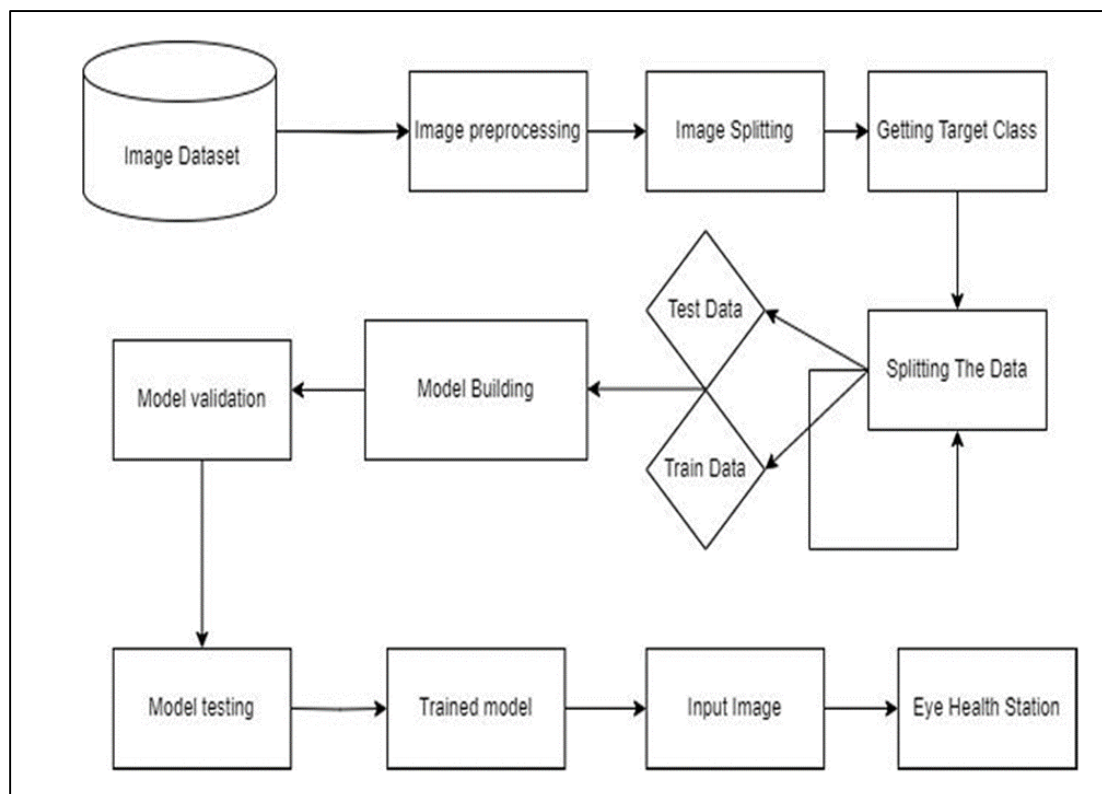 Image Dataset
Image preprocessing
Image Splitting
Getting Target Class
Test Data
Splitting The Data
Model Building
Model validation
Train Data
Model testing
Trained model
Input Image
Eye Health Station